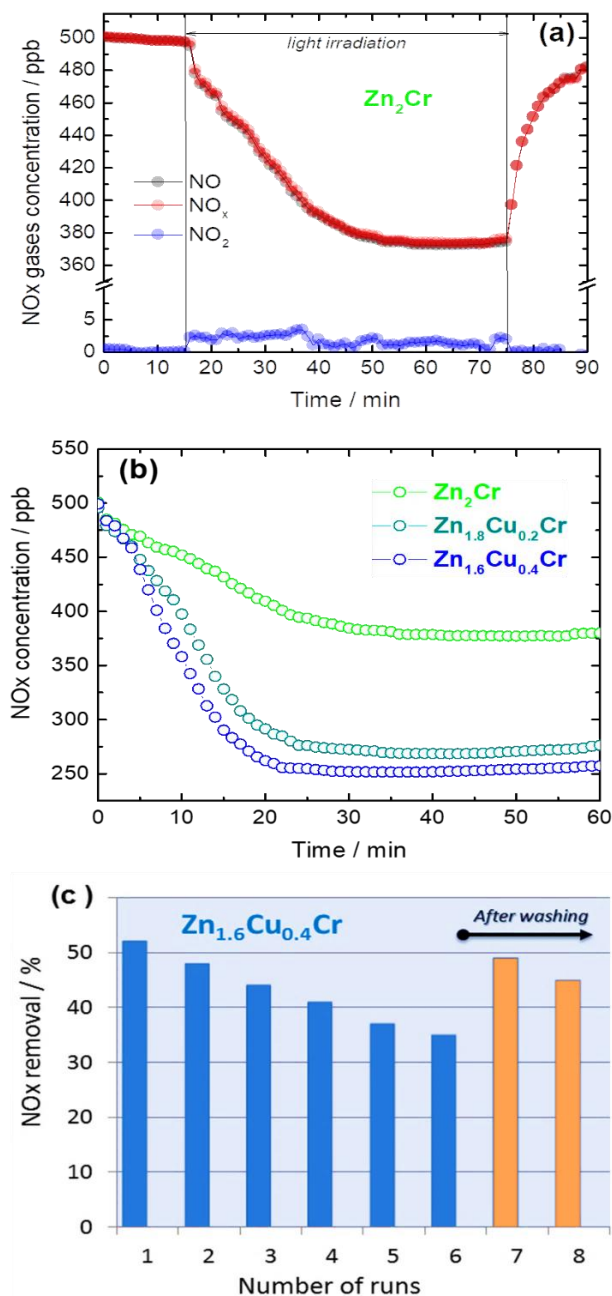 (a)
light irradiation
Zn2Cr
NO
NOx
NO2
NOx gases concentration / ppb
500
480
460
440
420
400
380
360
5
0
0 10 20 30 40 50 60 70 80 90
Time / min
(b)
Zn2Cr
Zn1.8Cu0.2Cr
Zn1.6Cu0.4Cr
NOx concentration / ppb
550
500
450
400
350
300
250
0 10 20 30 40 50 60
Time / min
(c )
Zn1.6Cu0.4Cr
After washing
NOx removal / %
50
40
30
20
10
0
1 2 3 4 5 6 7 8
Number of runs